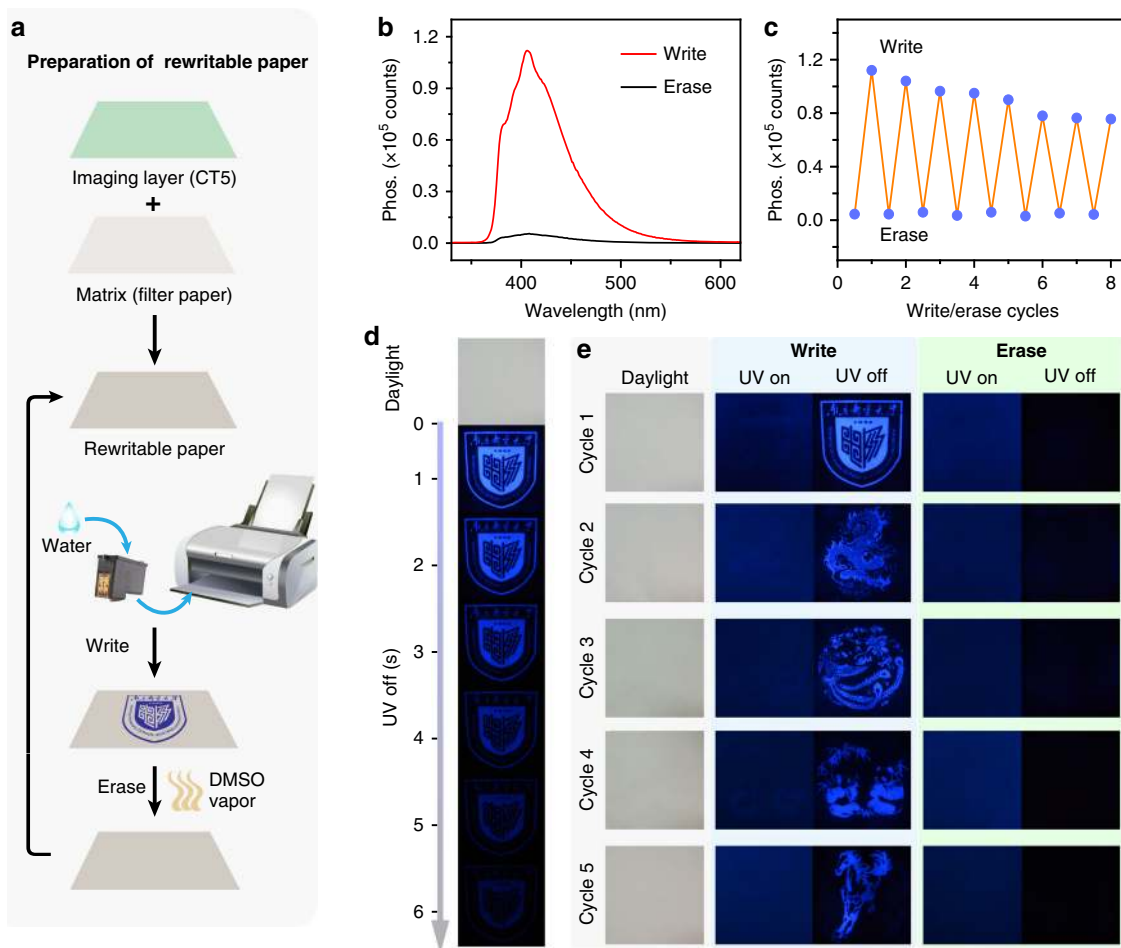 a
Preparation of rewritable paper
Imaging layer (CT5)
+
Matrix (filter paper)
Rewritable paper
Water
Write
Erase
DMSO
vapor
b
Phos. (×10⁵ counts)
1.2
0.9
0.6
0.3
0.0
Write
Erase
400
500
600
Wavelength (nm)
c
Phos. (×10⁵ counts)
1.2
0.8
0.4
0.0
Write
Erase
0
2
4
6
8
Write/erase cycles
d
Daylight
UV off (s)
0
1
2
3
4
5
6
e
Write
Erase
Daylight
UV on
UV off
UV on
UV off
Cycle 1
Cycle 2
Cycle 3
Cycle 4
Cycle 5